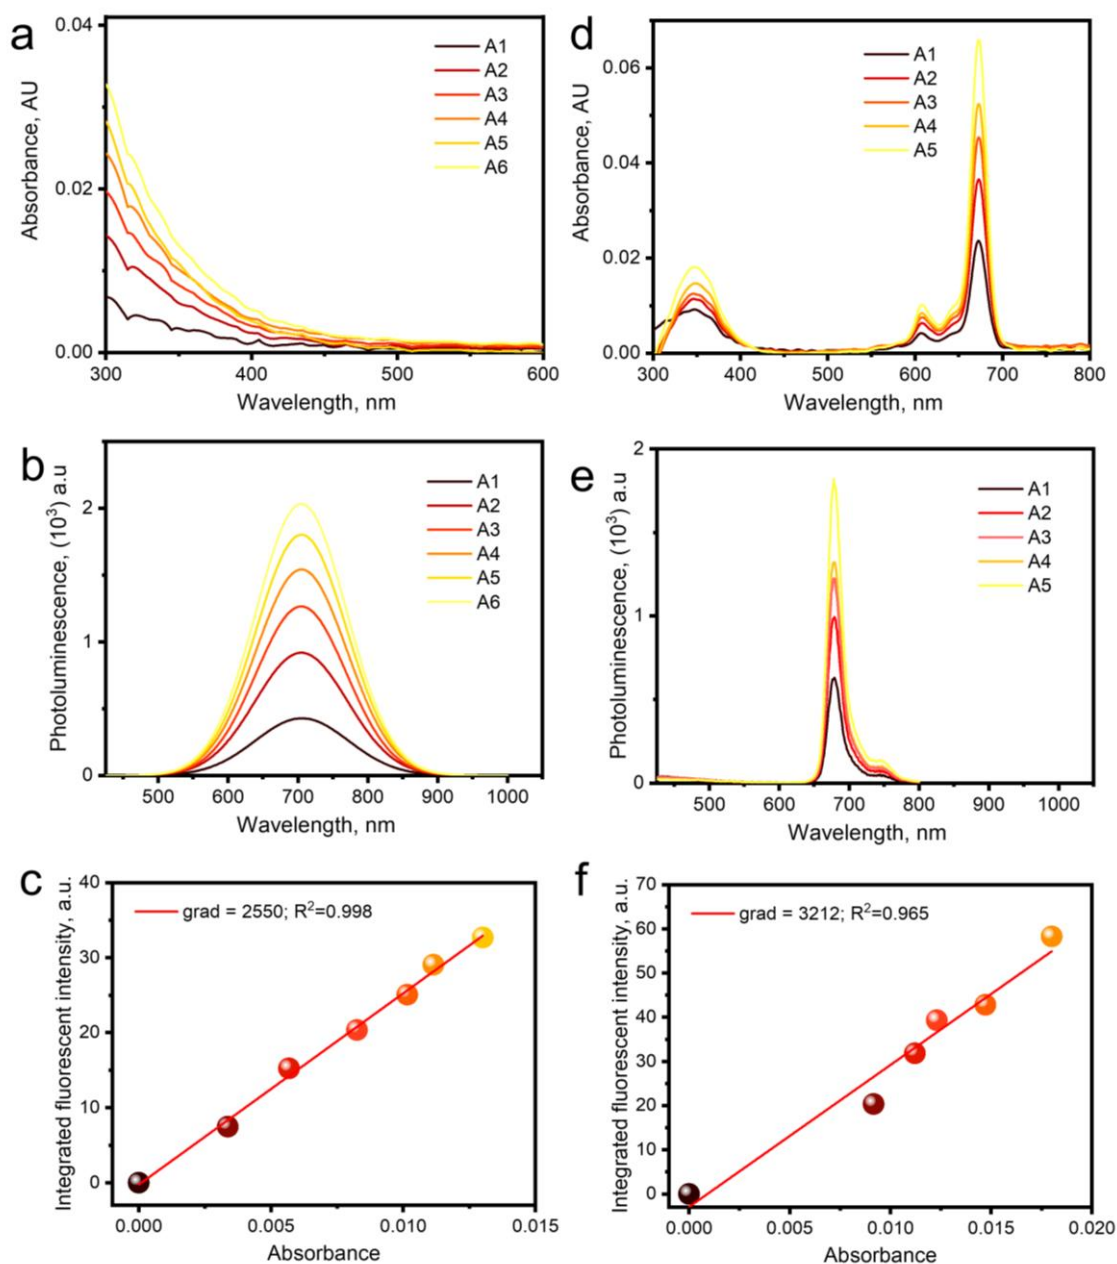 a
Absorbance, AU
0.04
0.02
0.00
A1
A2
A3
A4
A5
A6
300
400
500
600
Wavelength, nm
d
Absorbance, AU
0.06
0.04
0.02
0.00
A1
A2
A3
A4
A5
300
400
500
600
700
800
Wavelength, nm
b
Photoluminescence, (10³) a.u
2
1
0
A1
A2
A3
A4
A5
A6
500
600
700
800
900
1000
Wavelength, nm
e
Photoluminescence, (10³) a.u
2
1
0
A1
A2
A3
A4
A5
500
600
700
800
900
1000
Wavelength, nm
c
Integrated fluorescent intensity, a.u.
40
30
20
10
0
grad = 2550; R²=0.998
0.000
0.005
0.010
0.015
Absorbance
f
Integrated fluorescent intensity, a.u.
70
60
50
40
30
20
10
0
grad = 3212; R²=0.965
0.000
0.005
0.010
0.015
0.020
Absorbance